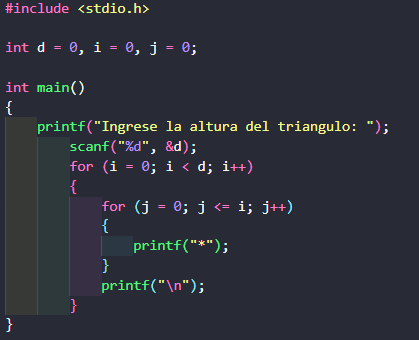 #include <stdio.h>

int d = 0, i = 0, j = 0;

int main()
{
    printf("Ingrese la altura del triangulo: ");
        scanf("%d", &d);
        for (i = 0; i < d; i++)
        {
            for (j = 0; j <= i; j++)
            {
                printf("*");
            }
            printf("\n");
        }
}